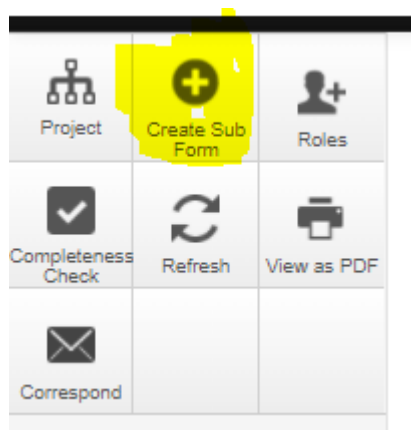 Project
Create Sub
Form
Roles
Completeness
Check
Refresh
View as PDF
Correspond